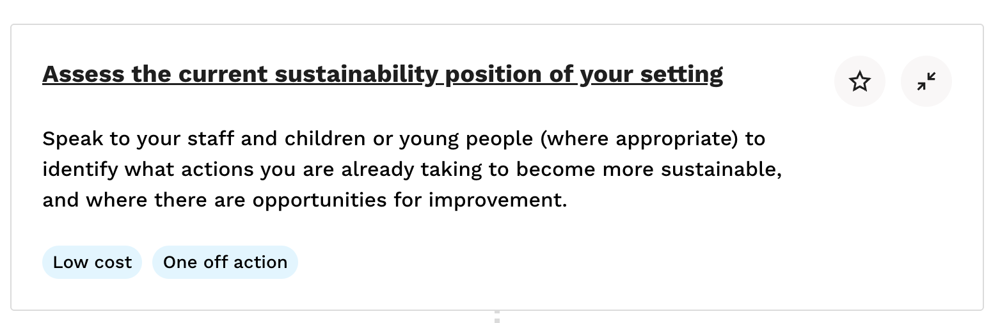 Assess the current sustainability position of your setting
Speak to your staff and children or young people (where appropriate) to
identify what actions you are already taking to become more sustainable,
and where there are opportunities for improvement.
Low cost
One off action